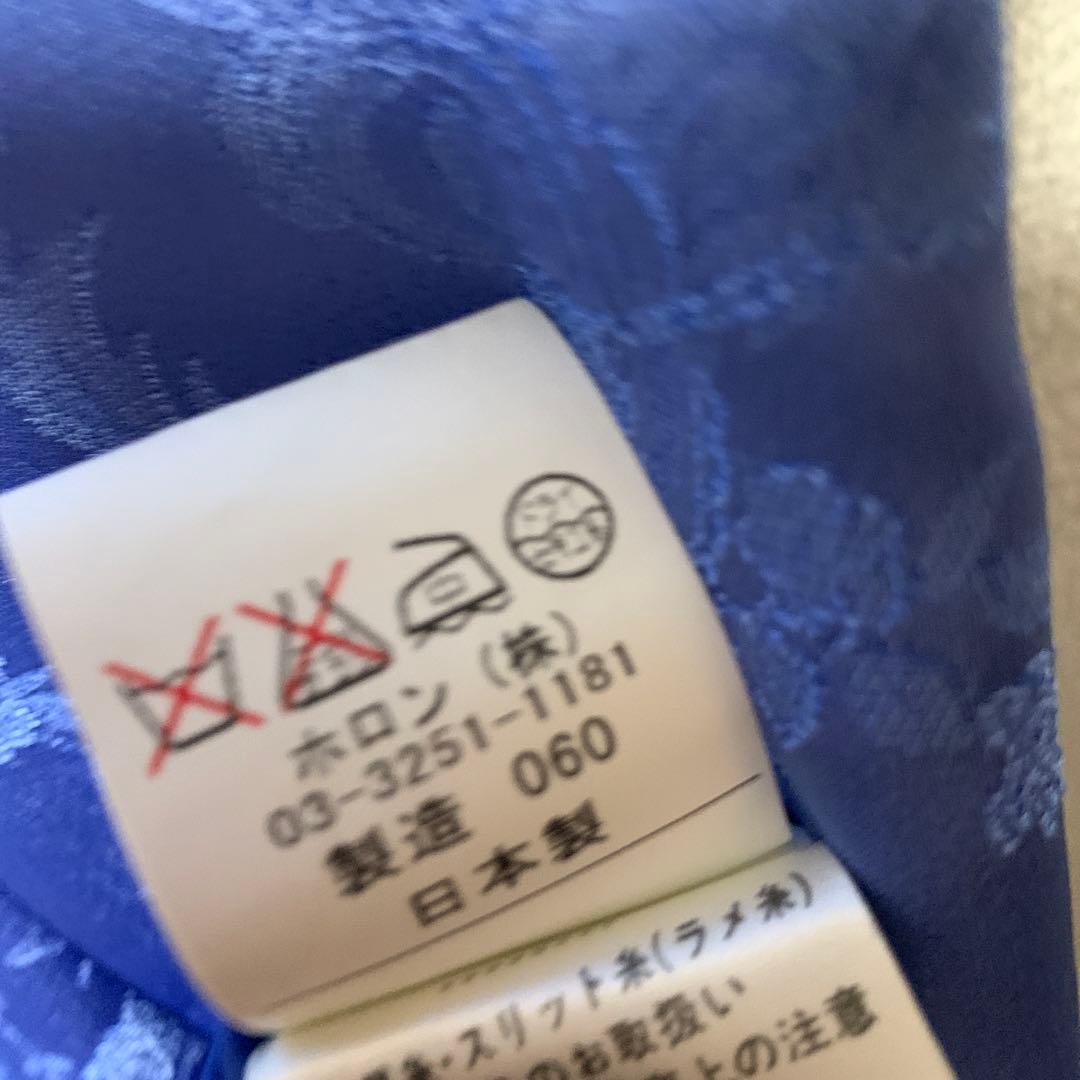 ホロン (株)
03-3251-1181
製造 060
日本製
・スリット糸(ラメ糸)
のお取扱い
上の注意